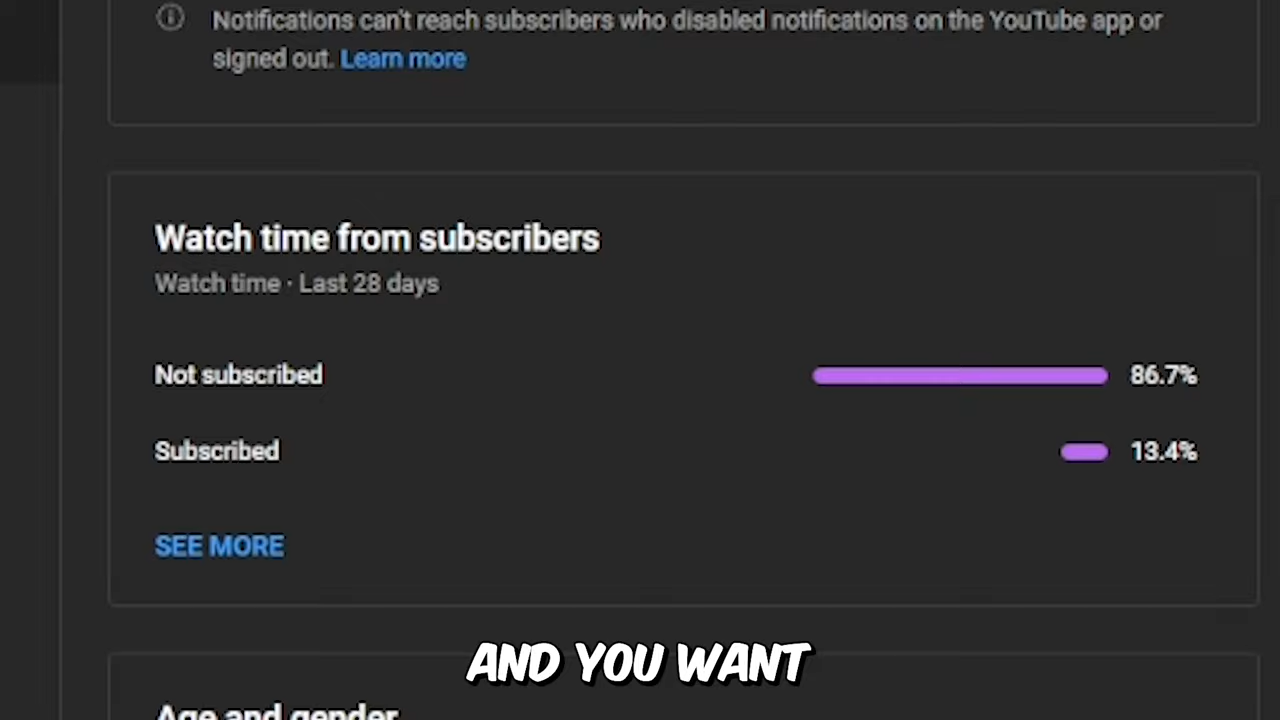 Notifications can't reach subscribers who disabled notifications on the YouTube app or
signed out. Learn more
Watch time from subscribers
Watch time · Last 28 days
Not subscribed 86.7%
Subscribed 13.4%
SEE MORE
AND YOU WANT
Age and gender